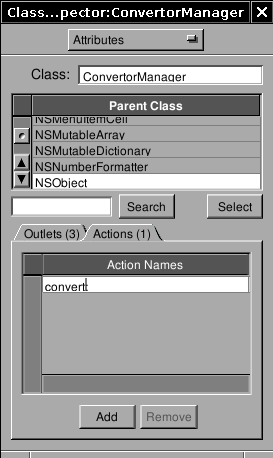 Class...pector:ConvertorManager
Attributes
Class: ConvertorManager
Parent Class
NSMenuItemCell
NSMutableArray
NSMutableDictionary
NSNumberFormatter
NSObject
Search Select
Outlets (3) Actions (1)
Action Names
convert:
Add Remove